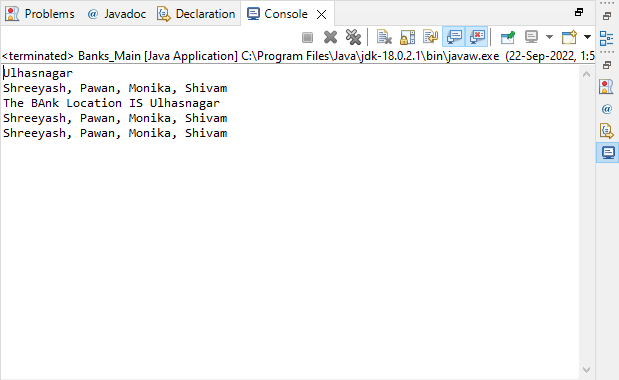 Problems Javadoc Declaration Console
<terminated> Banks_Main [Java Application] C:\Program Files\Java\jdk-18.0.2.1\bin\javaw.exe (22-Sep-2022, 1:5
Ulhasnagar
Shreeyash, Pawan, Monika, Shivam
The BAnk Location IS Ulhasnagar
Shreeyash, Pawan, Monika, Shivam
Shreeyash, Pawan, Monika, Shivam